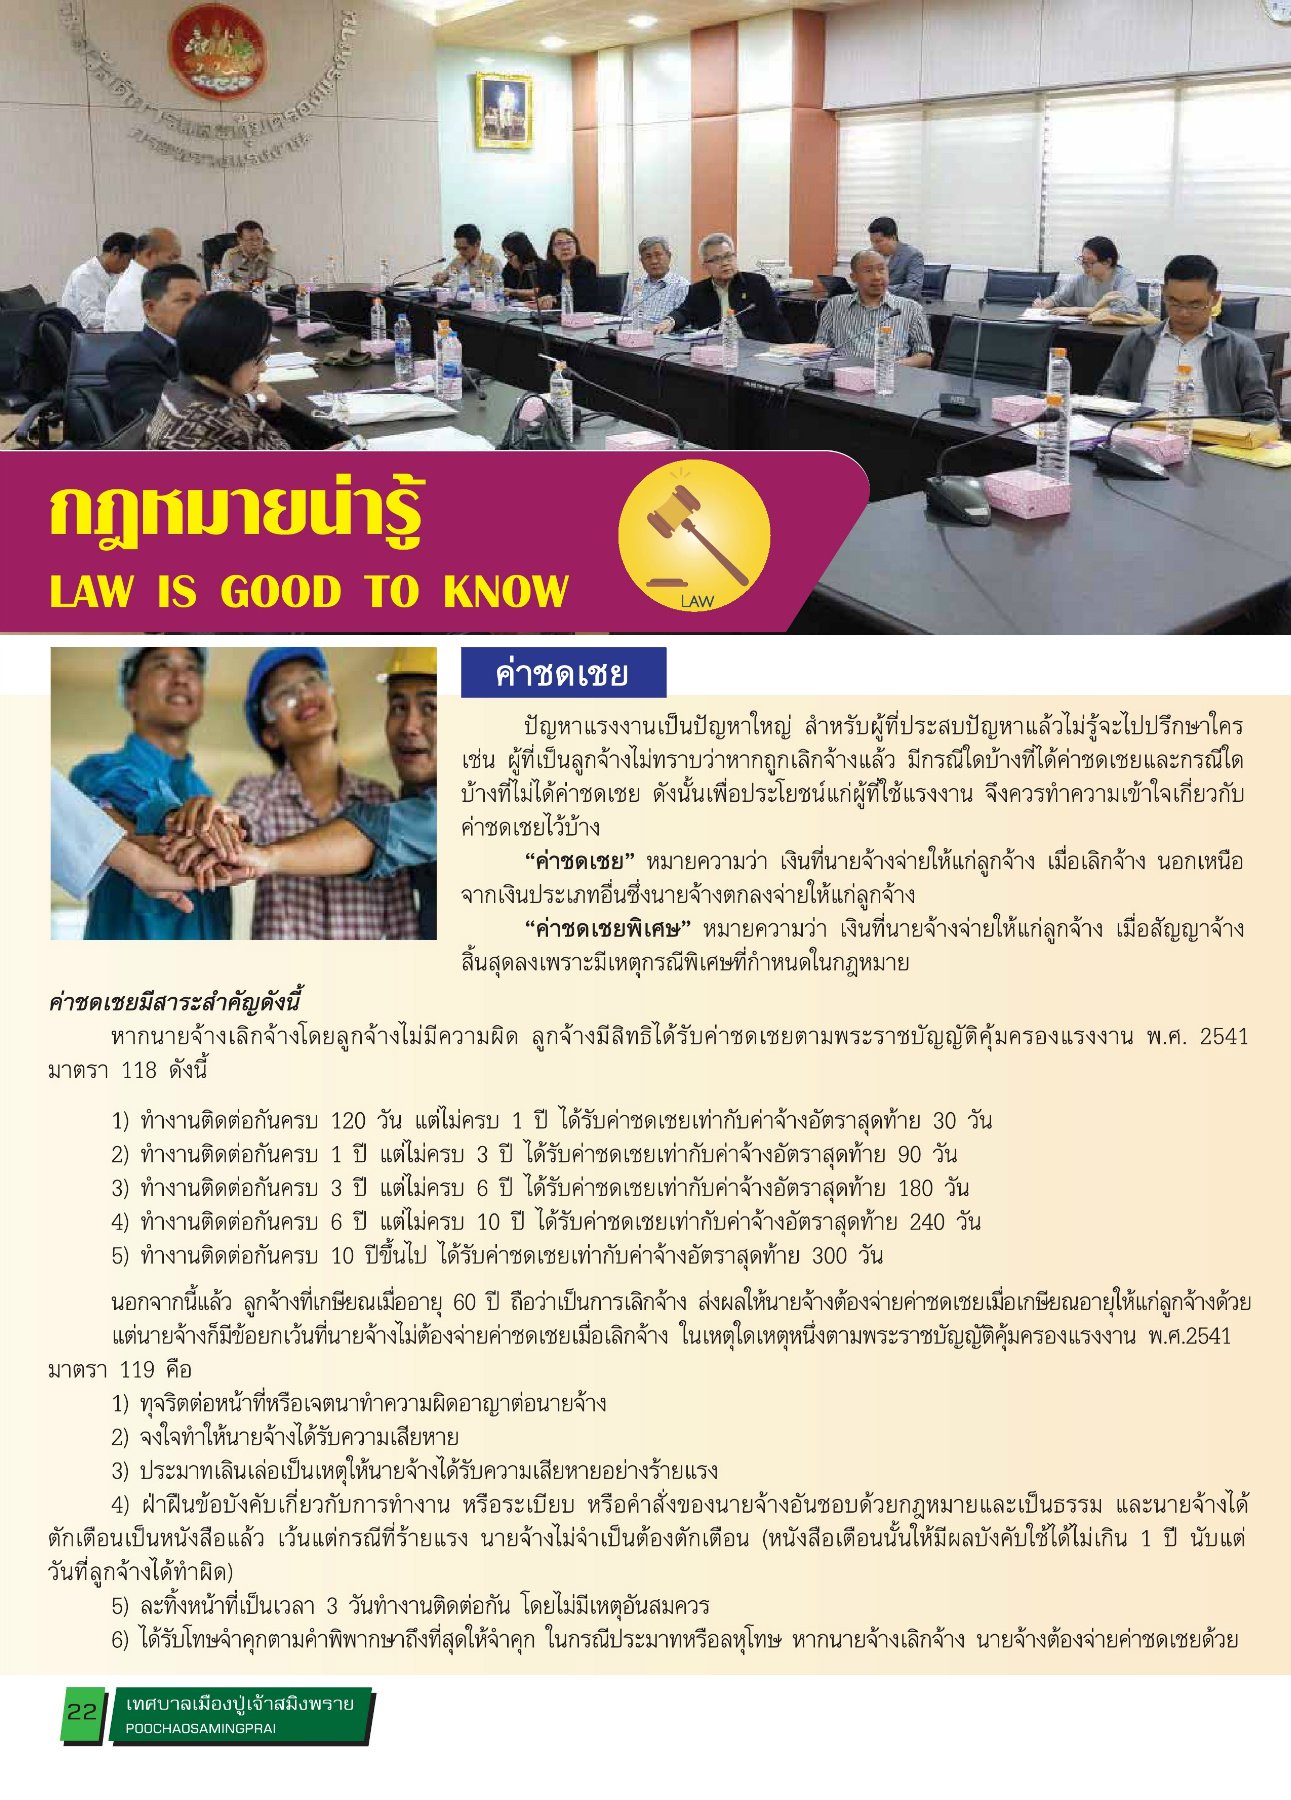 กรมสวัสดิการและคุ้มครองแรงงาน
กระทรวงแรงงาน
กฎหมายน่ารู้
LAW IS GOOD TO KNOW
LAW
ค่าชดเชย
ปัญหาแรงงานเป็นปัญหาใหญ่ สำหรับผู้ที่ประสบปัญหาแล้วไม่รู้จะไปปรึกษาใคร
เช่น ผู้ที่เป็นลูกจ้างไม่ทราบว่าหากถูกเลิกจ้างแล้ว มีกรณีใดบ้างที่ได้ค่าชดเชยและกรณีใด
บ้างที่ไม่ได้ค่าชดเชย ดังนั้นเพื่อประโยชน์แก่ผู้ที่ใช้แรงงาน จึงควรทำความเข้าใจเกี่ยวกับ
ค่าชดเชยไว้บ้าง
“ค่าชดเชย” หมายความว่า เงินที่นายจ้างจ่ายให้แก่ลูกจ้าง เมื่อเลิกจ้าง นอกเหนือ
จากเงินประเภทอื่นซึ่งนายจ้างตกลงจ่ายให้แก่ลูกจ้าง
“ค่าชดเชยพิเศษ” หมายความว่า เงินที่นายจ้างจ่ายให้แก่ลูกจ้าง เมื่อสัญญาจ้าง
สิ้นสุดลงเพราะมีเหตุกรณีพิเศษที่กำหนดในกฎหมาย
ค่าชดเชยมีสาระสำคัญดังนี้
หากนายจ้างเลิกจ้างโดยลูกจ้างไม่มีความผิด ลูกจ้างมีสิทธิได้รับค่าชดเชยตามพระราชบัญญัติคุ้มครองแรงงาน พ.ศ. 2541
มาตรา 118 ดังนี้
1) ทำงานติดต่อกันครบ 120 วัน แต่ไม่ครบ 1 ปี ได้รับค่าชดเชยเท่ากับค่าจ้างอัตราสุดท้าย 30 วัน
2) ทำงานติดต่อกันครบ 1 ปี แต่ไม่ครบ 3 ปี ได้รับค่าชดเชยเท่ากับค่าจ้างอัตราสุดท้าย 90 วัน
3) ทำงานติดต่อกันครบ 3 ปี แต่ไม่ครบ 6 ปี ได้รับค่าชดเชยเท่ากับค่าจ้างอัตราสุดท้าย 180 วัน
4) ทำงานติดต่อกันครบ 6 ปี แต่ไม่ครบ 10 ปี ได้รับค่าชดเชยเท่ากับค่าจ้างอัตราสุดท้าย 240 วัน
5) ทำงานติดต่อกันครบ 10 ปีขึ้นไป ได้รับค่าชดเชยเท่ากับค่าจ้างอัตราสุดท้าย 300 วัน
นอกจากนี้แล้ว ลูกจ้างที่เกษียณเมื่ออายุ 60 ปี ถือว่าเป็นการเลิกจ้าง ส่งผลให้นายจ้างต้องจ่ายค่าชดเชยเมื่อเกษียณอายุให้แก่ลูกจ้างด้วย
แต่นายจ้างก็มีข้อยกเว้นที่นายจ้างไม่ต้องจ่ายค่าชดเชยเมื่อเลิกจ้าง ในเหตุใดเหตุหนึ่งตามพระราชบัญญัติคุ้มครองแรงงาน พ.ศ.2541
มาตรา 119 คือ
1) ทุจริตต่อหน้าที่หรือเจตนาทำความผิดอาญาต่อนายจ้าง
2) จงใจทำให้นายจ้างได้รับความเสียหาย
3) ประมาทเลินเล่อเป็นเหตุให้นายจ้างได้รับความเสียหายอย่างร้ายแรง
4) ฝ่าฝืนข้อบังคับเกี่ยวกับการทำงาน หรือระเบียบ หรือคำสั่งของนายจ้างอันชอบด้วยกฎหมายและเป็นธรรม และนายจ้างได้
ตักเตือนเป็นหนังสือแล้ว เว้นแต่กรณีที่ร้ายแรง นายจ้างไม่จำเป็นต้องตักเตือน (หนังสือเตือนนั้นให้มีผลบังคับใช้ได้ไม่เกิน 1 ปี นับแต่
วันที่ลูกจ้างได้ทำผิด)
5) ละทิ้งหน้าที่เป็นเวลา 3 วันทำงานติดต่อกัน โดยไม่มีเหตุอันสมควร
6) ได้รับโทษจำคุกตามคำพิพากษาถึงที่สุดให้จำคุก ในกรณีประมาทหรือลหุโทษ หากนายจ้างเลิกจ้าง นายจ้างต้องจ่ายค่าชดเชยด้วย
22
เทศบาลเมืองปู่เจ้าสมิงพราย
POOCHAOSAMINGPRAI